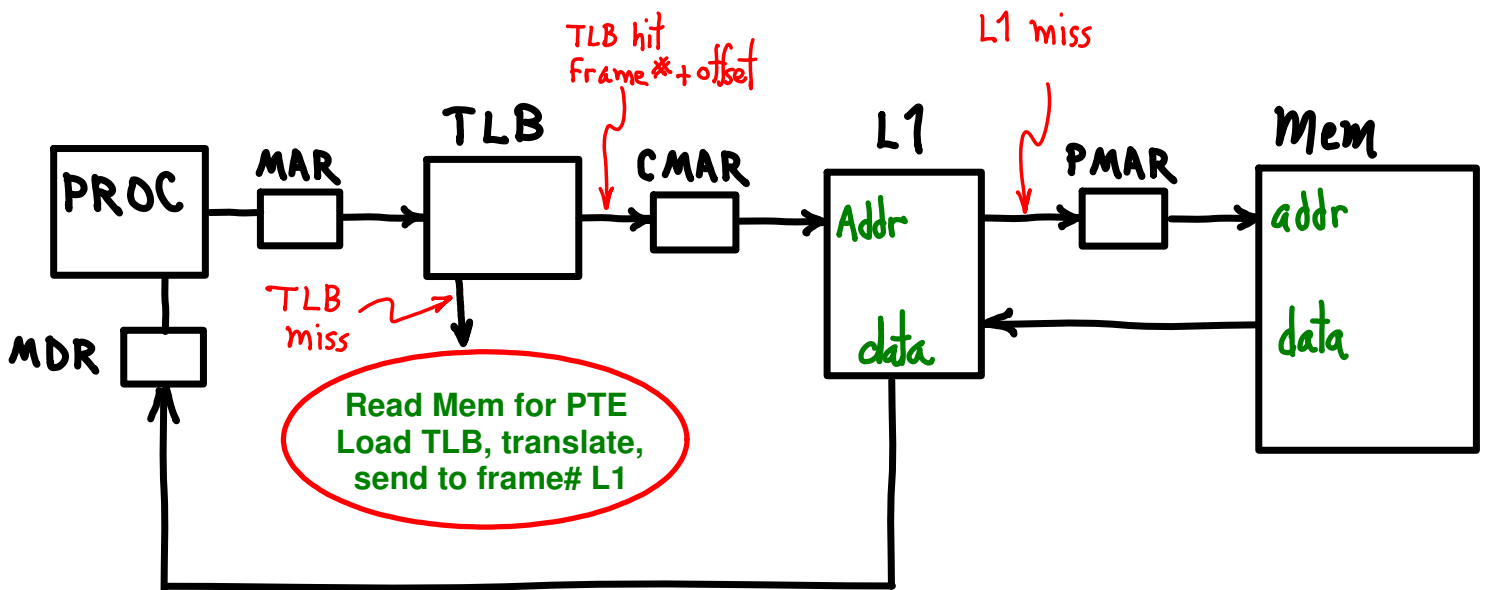 TLB hit
Frame # + offset
L1 miss
TLB
L1
Mem
PROC
MAR
CMAR
PMAR
Addr
addr
TLB
miss
MDR
data
data
Read Mem for PTE
Load TLB, translate,
send to frame# L1